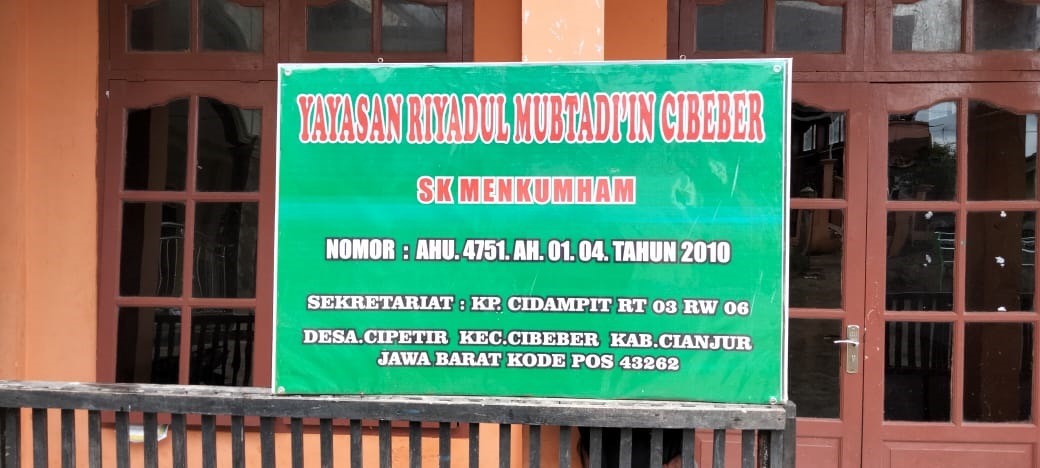 YAYASAN RIYADUL MUBTADI'IN CIBEBER
SK MENKUMHAM
NOMOR : AHU. 4751. AH. 01. 04. TAHUN 2010
SEKRETARIAT : KP. CIDAMPIT RT 03 RW 06
DESA.CIPETIR KEC.CIBEBER KAB.CIANJUR
JAWA BARAT KODE POS 43262